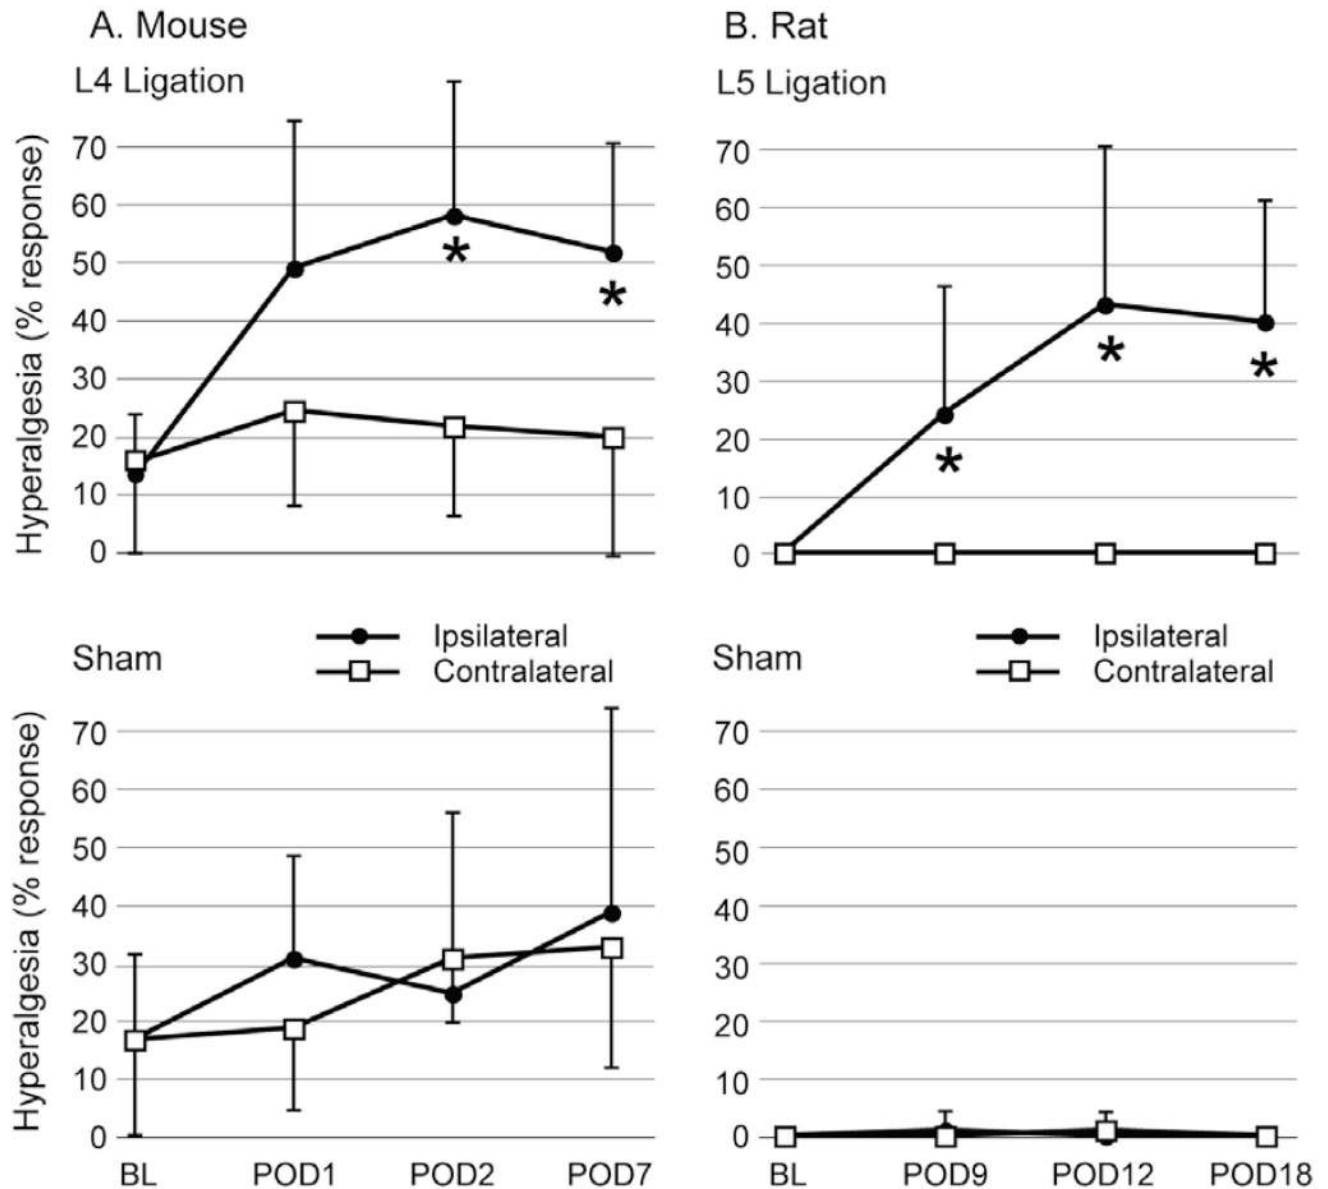 A. Mouse
L4 Ligation
Hyperalgesia (% response)
70
60
50
40
30
20
10
0
*
*
B. Rat
L5 Ligation
70
60
50
40
30
20
10
0
*
*
*
Sham
Ipsilateral
Contralateral
Hyperalgesia (% response)
70
60
50
40
30
20
10
0
BL POD1 POD2 POD7
Sham
Ipsilateral
Contralateral
70
60
50
40
30
20
10
0
BL POD9 POD12 POD18